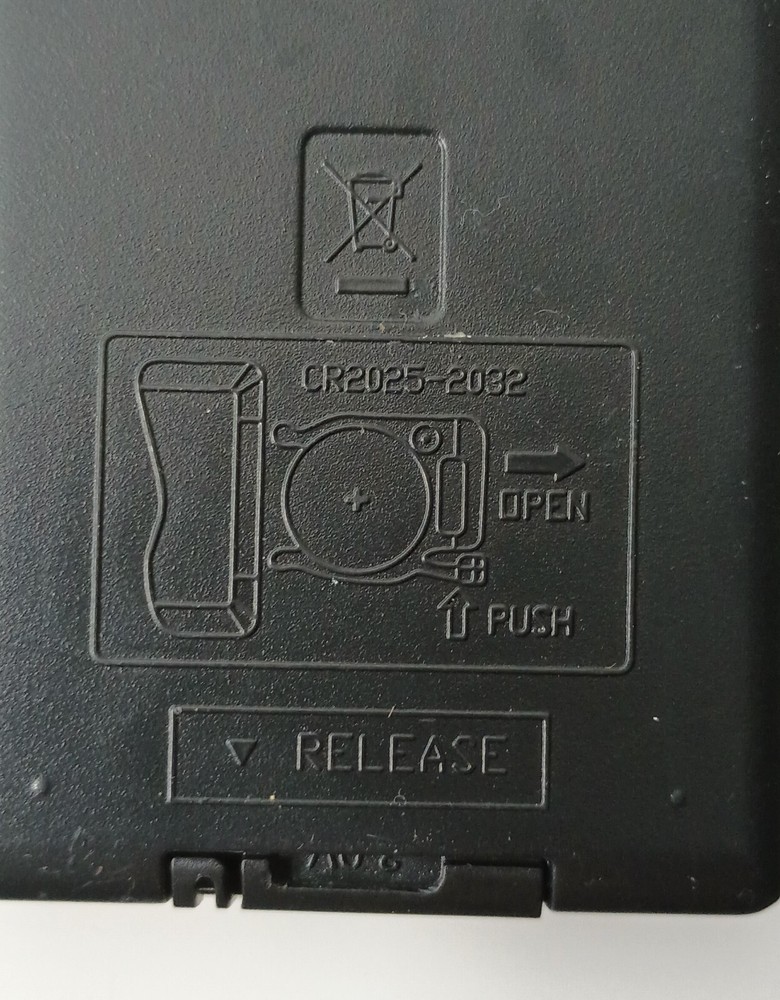 CR2025-2032
+
OPEN
PUSH
RELEASE